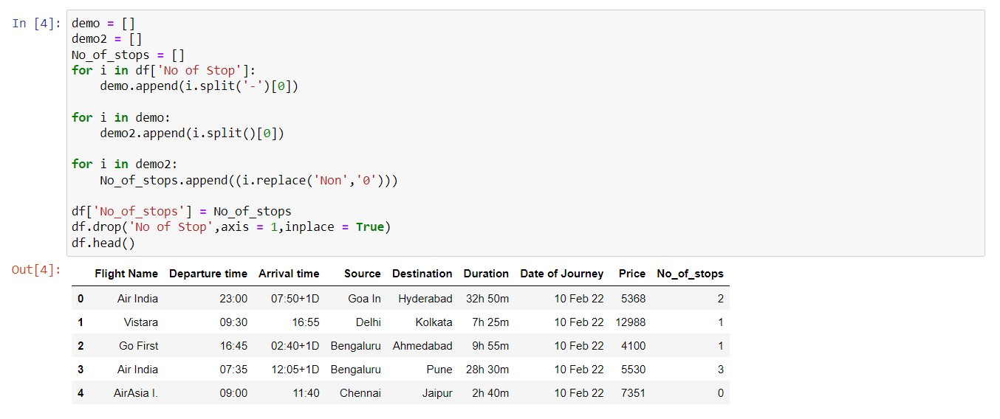 In [4]:
demo = []
demo2 = []
No_of_stops = []
for i in df['No of Stop']:
    demo.append(i.split('-')[0])
for i in demo:
    demo2.append(i.split()[0])
for i in demo2:
    No_of_stops.append((i.replace('Non','0')))
df['No_of_stops'] = No_of_stops
df.drop('No of Stop',axis = 1,inplace = True)
df.head()
Out[4]:
Flight Name Departure time Arrival time Source Destination Duration Date of Journey Price No_of_stops
0 Air India 23:00 07:50+1D Goa In Hyderabad 32h 50m 10 Feb 22 5368 2
1 Vistara 09:30 16:55 Delhi Kolkata 7h 25m 10 Feb 22 12988 1
2 Go First 16:45 02:40+1D Bengaluru Ahmedabad 9h 55m 10 Feb 22 4100 1
3 Air India 07:35 12:05+1D Bengaluru Pune 28h 30m 10 Feb 22 5530 3
4 AirAsia I. 09:00 11:40 Chennai Jaipur 2h 40m 10 Feb 22 7351 0